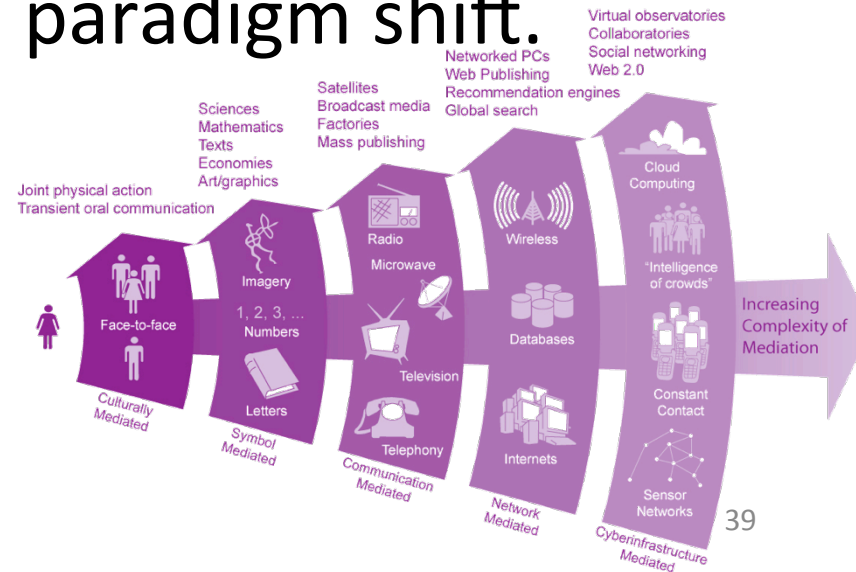 paradigm shift.
Joint physical action
Transient oral communication
Face-to-face
Culturally
Mediated
Sciences
Mathematics
Texts
Economies
Art/graphics
Imagery
1, 2, 3, ...
Numbers
Letters
Symbol
Mediated
Satellites
Broadcast media
Factories
Mass publishing
Radio
Microwave
Television
Telephony
Communication
Mediated
Networked PCs
Web Publishing
Recommendation engines
Global search
Wireless
Databases
Internets
Network
Mediated
Virtual observatories
Collaboratories
Social networking
Web 2.0
Cloud
Computing
“Intelligence
of crowds”
Constant
Contact
Sensor
Networks
Cyberinfrastructure
Mediated
Increasing
Complexity of
Mediation
39